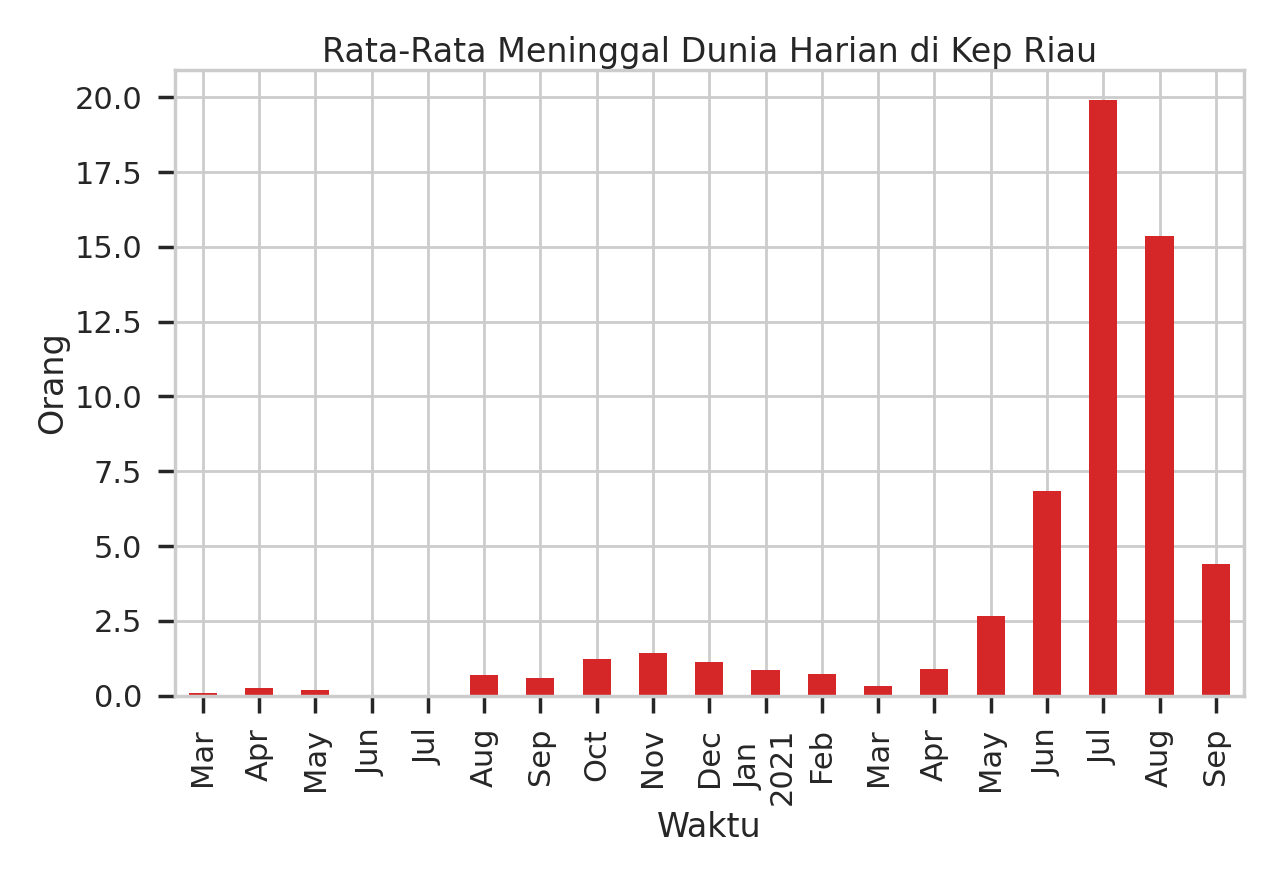 Rata-Rata Meninggal Dunia Harian di Kep Riau
20.0
17.5
15.0
12.5
10.0
7.5
5.0
2.5
0.0
Orang
Mar
Apr
May
Jun
Jul
Aug
Sep
Oct
Nov
Dec
Jan
2021
Feb
Mar
Apr
May
Jun
Jul
Aug
Sep
Waktu